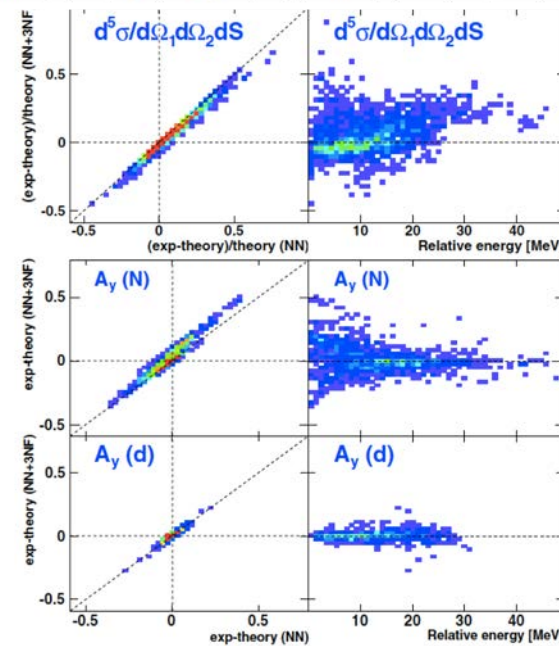 d⁵σ/dΩ₁dΩ₂dS
d⁵σ/dΩ₁dΩ₂dS
(exp-theory)/theory (NN+3NF)
0.5
0
-0.5
-0.5
0
0.5
10
20
30
40
(exp-theory)/theory (NN)
Relative energy [MeV
A_y (N)
A_y (N)
exp-theory (NN+3NF)
0.5
0
-0.5
A_y (d)
A_y (d)
exp-theory (NN+3NF)
0.5
0
-0.5
-0.5
0
0.5
10
20
30
40
exp-theory (NN)
Relative energy [MeV